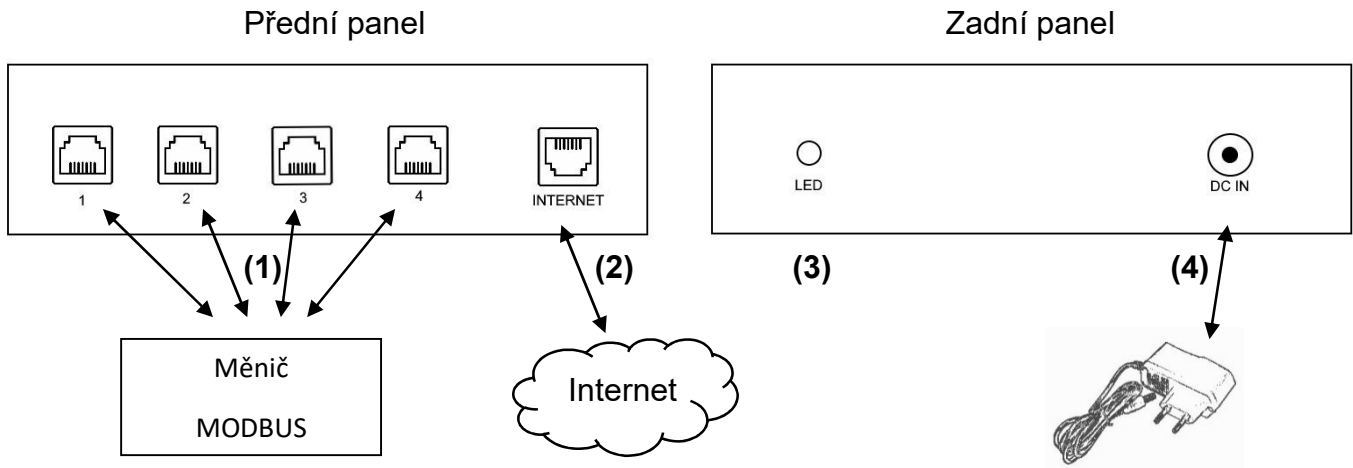 Přední panel
Zadní panel
1
2
3
4
INTERNET
LED
DC IN
(1)
(2)
(3)
(4)
Měnič
MODBUS
Internet